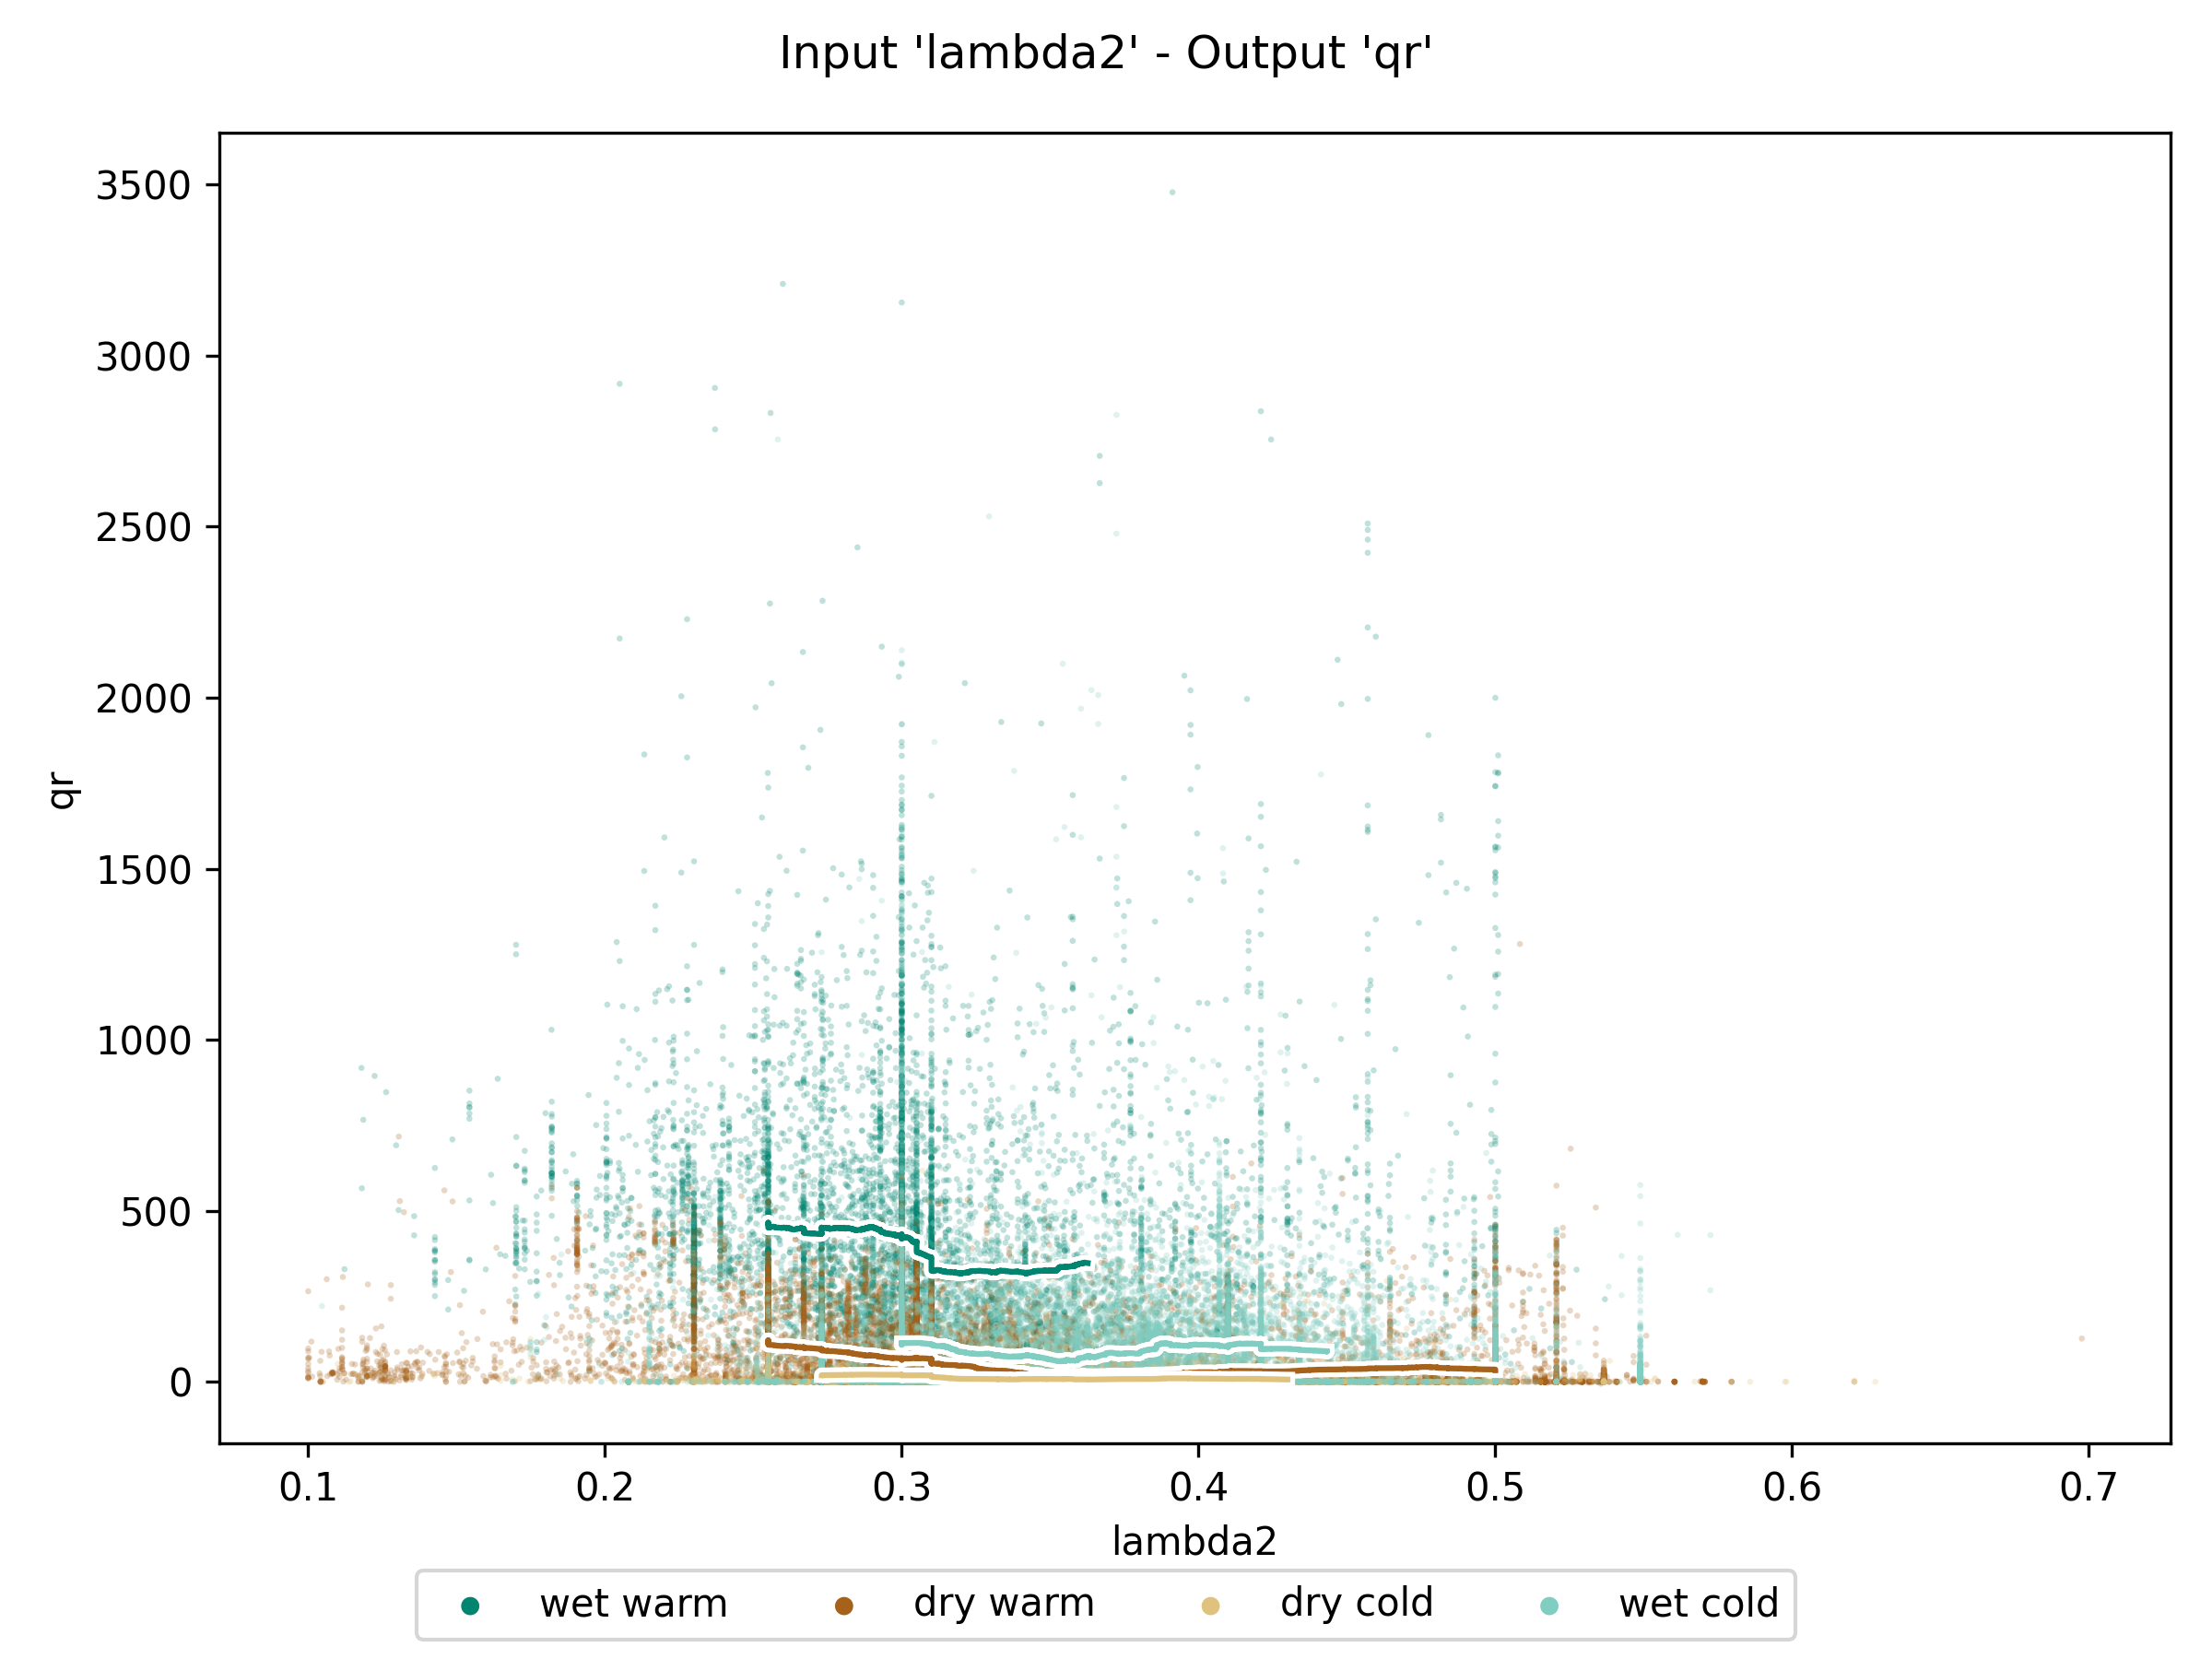 Input 'lambda2' - Output 'qr'
3500
3000
2500
2000
1500
1000
500
0
qr
0.1 0.2 0.3 0.4 0.5 0.6 0.7
lambda2
wet warm dry warm dry cold wet cold